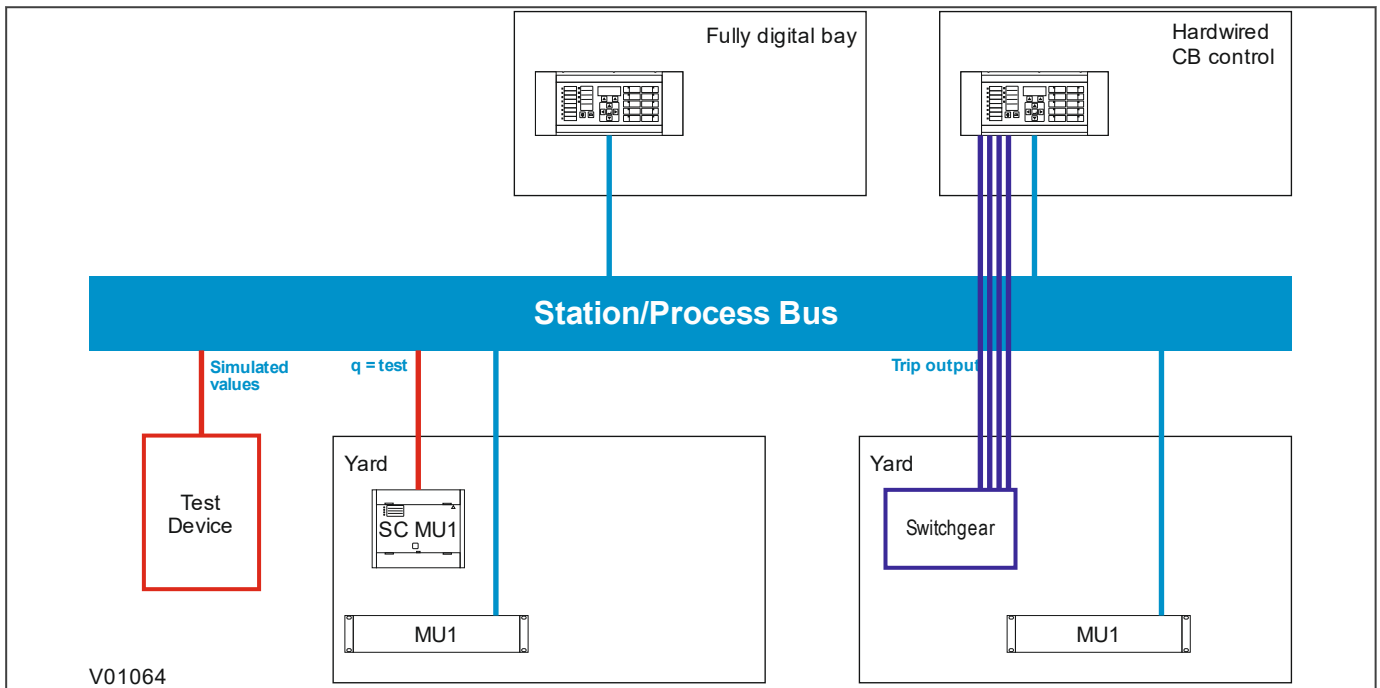 Fully digital bay
Hardwired
CB control
Station/Process Bus
Simulated
values
q = test
Trip output
Test
Device
Yard
SC MU1
MU1
Yard
Switchgear
MU1
V01064